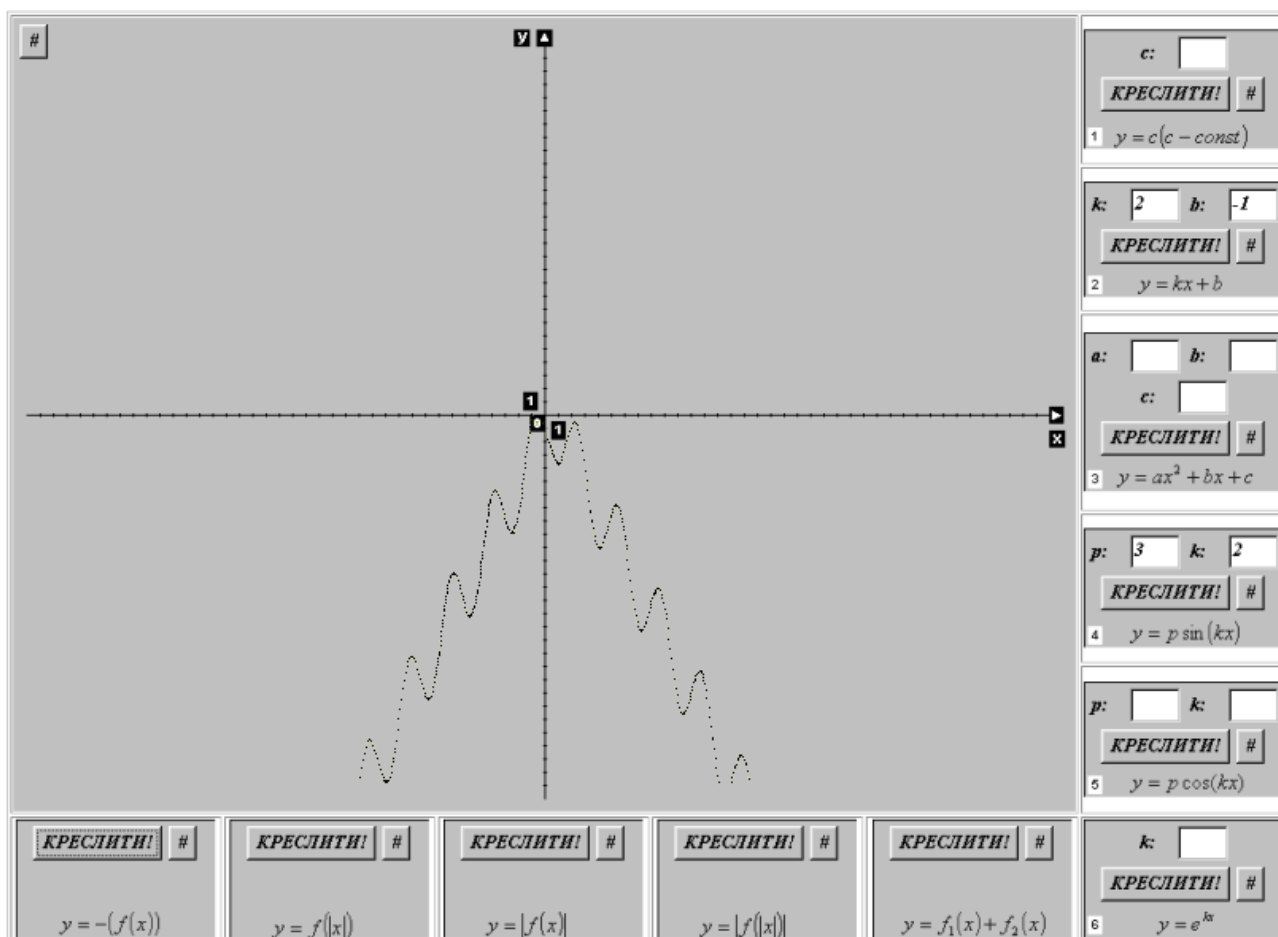 #
y
1
0
1
x
c:
КРЕСЛИТИ! #
1 y = c(c − const)
k: 2 b: -1
КРЕСЛИТИ! #
2 y = kx + b
a: b:
c:
КРЕСЛИТИ! #
3 y = ax² + bx + c
p: 3 k: 2
КРЕСЛИТИ! #
4 y = p sin(kx)
p: k:
КРЕСЛИТИ! #
5 y = p cos(kx)
КРЕСЛИТИ! #
y = −(f(x))
КРЕСЛИТИ! #
y = f(|x|)
КРЕСЛИТИ! #
y = |f(x)|
КРЕСЛИТИ! #
y = |f(|x|)|
КРЕСЛИТИ! #
y = f₁(x) + f₂(x)
k:
КРЕСЛИТИ! #
6 y = e^{kx}